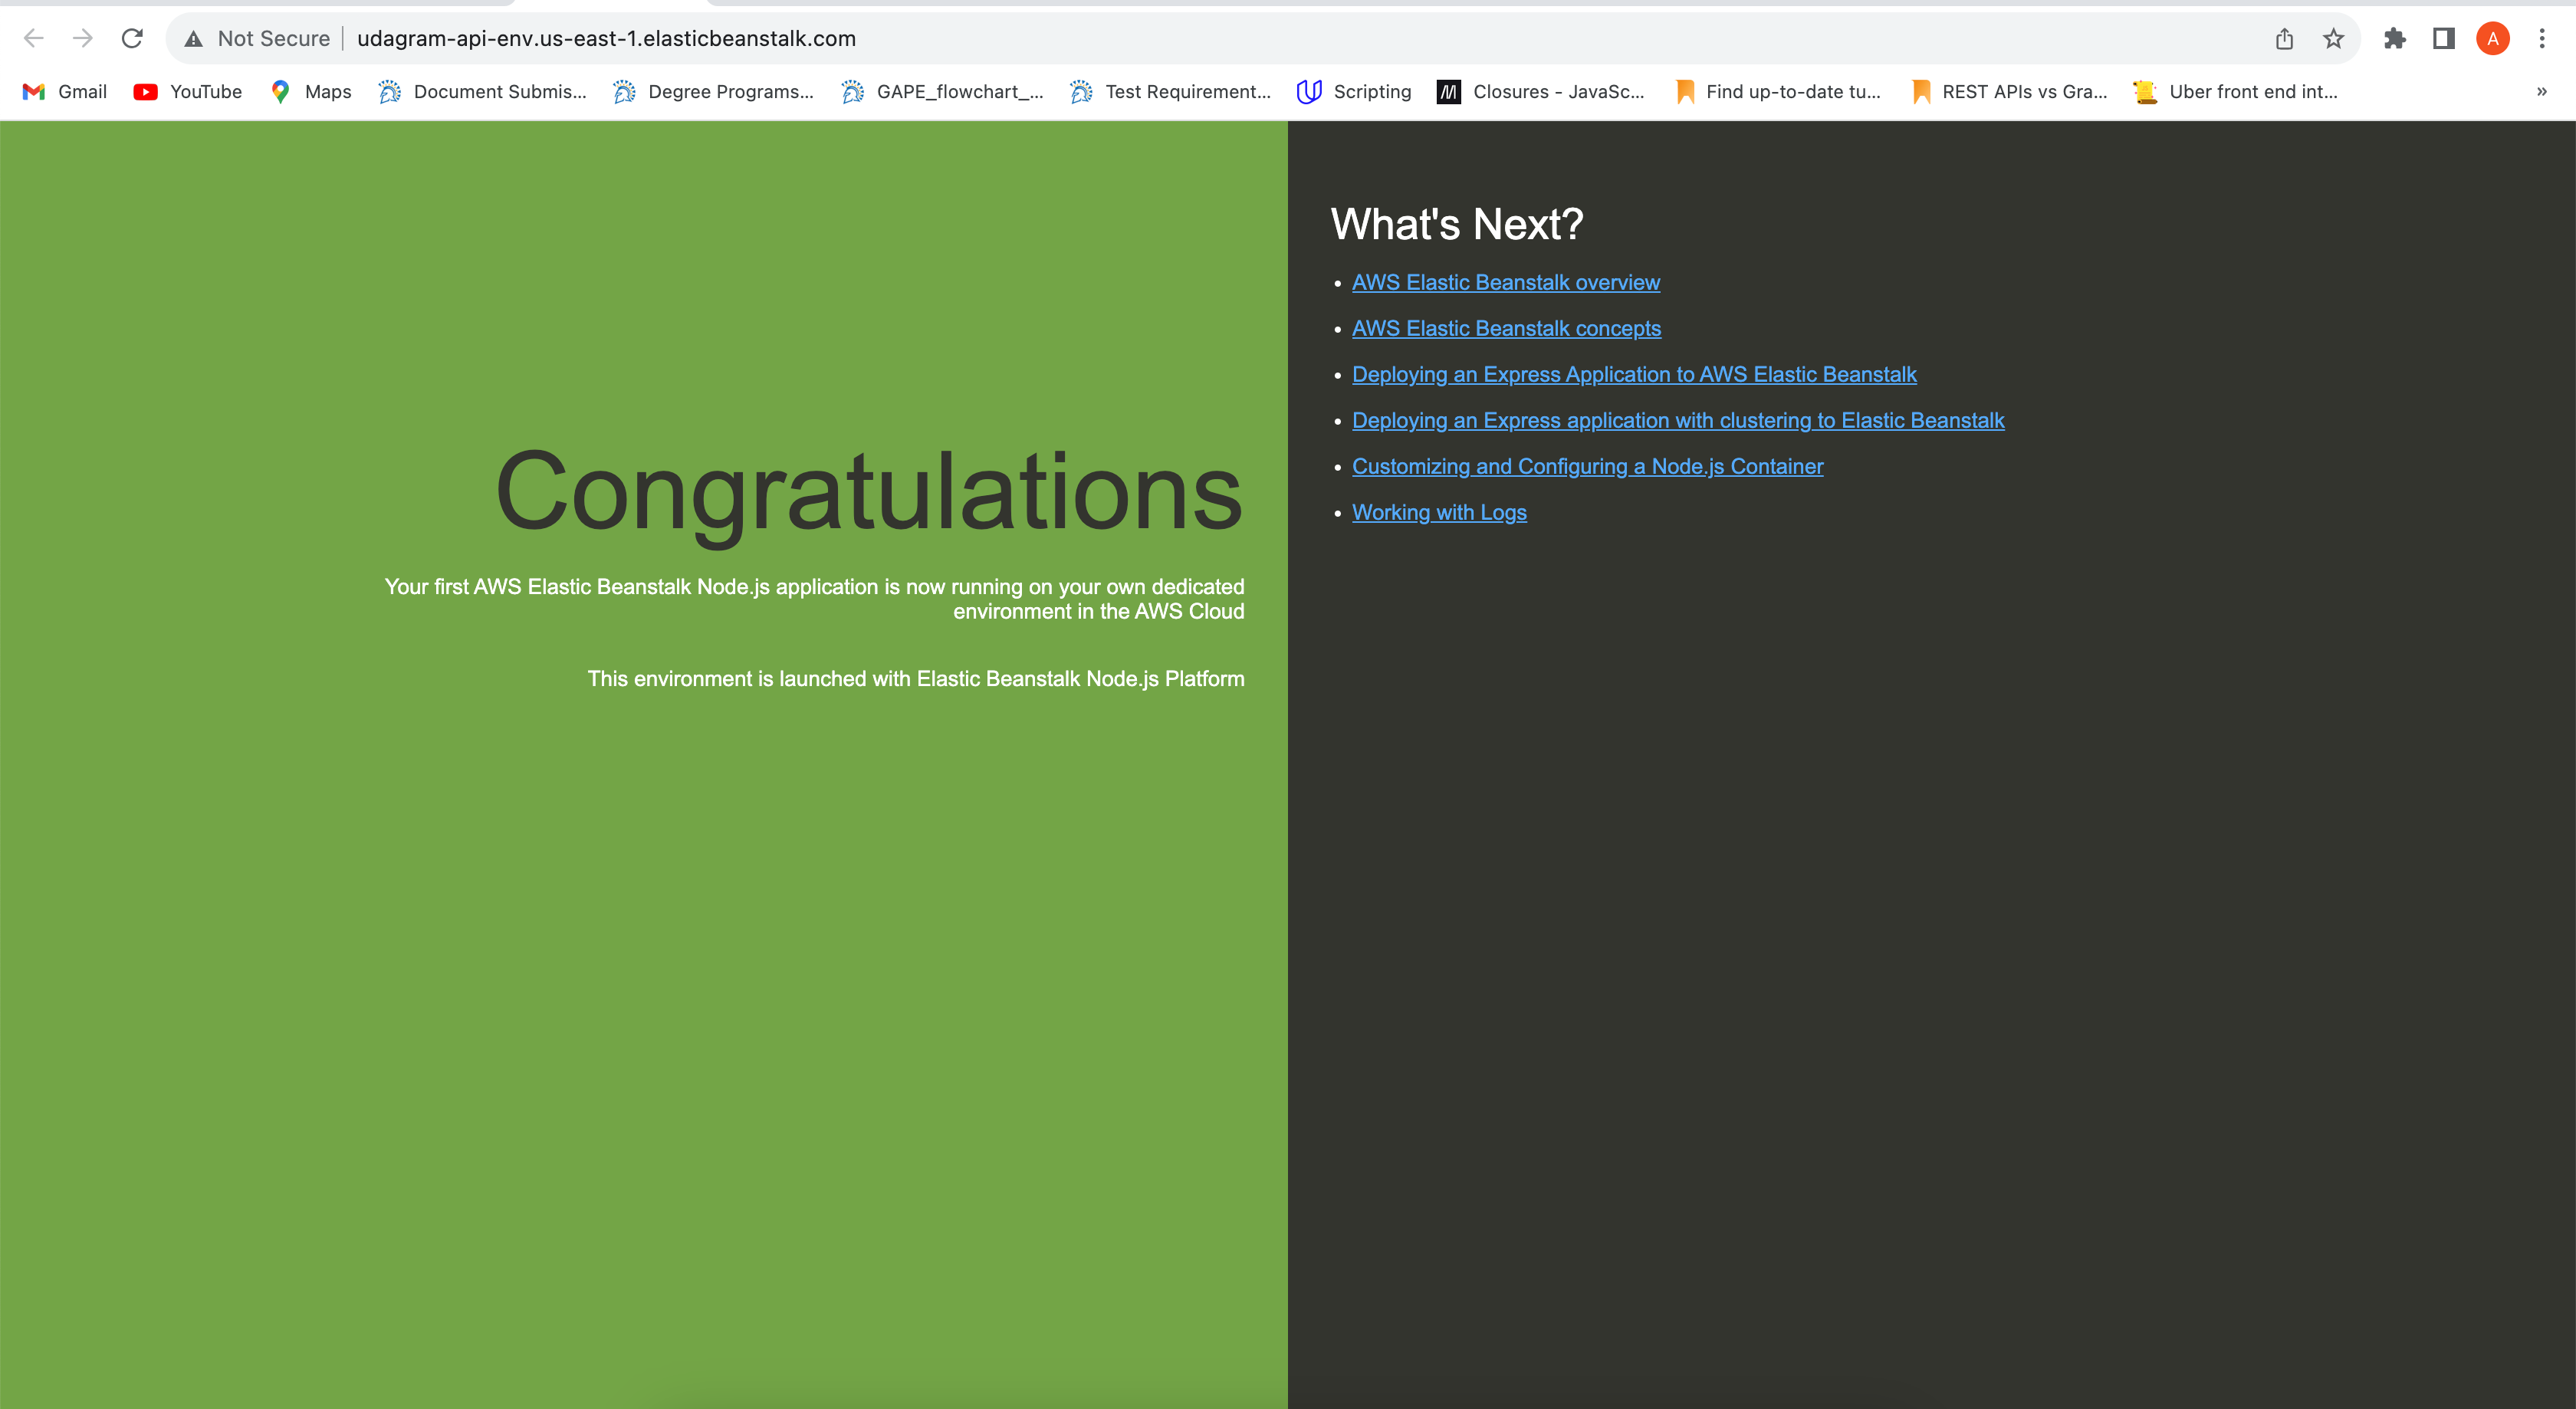 Not Secure udagram-api-env.us-east-1.elasticbeanstalk.com A
Gmail YouTube Maps Document Submis... Degree Programs... GAPE_flowchart_... Test Requirement... Scripting Closures - JavaSc... Find up-to-date tu... REST APIs vs Gra... Uber front end int... »
Congratulations
Your first AWS Elastic Beanstalk Node.js application is now running on your own dedicated
environment in the AWS Cloud
This environment is launched with Elastic Beanstalk Node.js Platform
What's Next?
• AWS Elastic Beanstalk overview
• AWS Elastic Beanstalk concepts
• Deploying an Express Application to AWS Elastic Beanstalk
• Deploying an Express application with clustering to Elastic Beanstalk
• Customizing and Configuring a Node.js Container
• Working with Logs